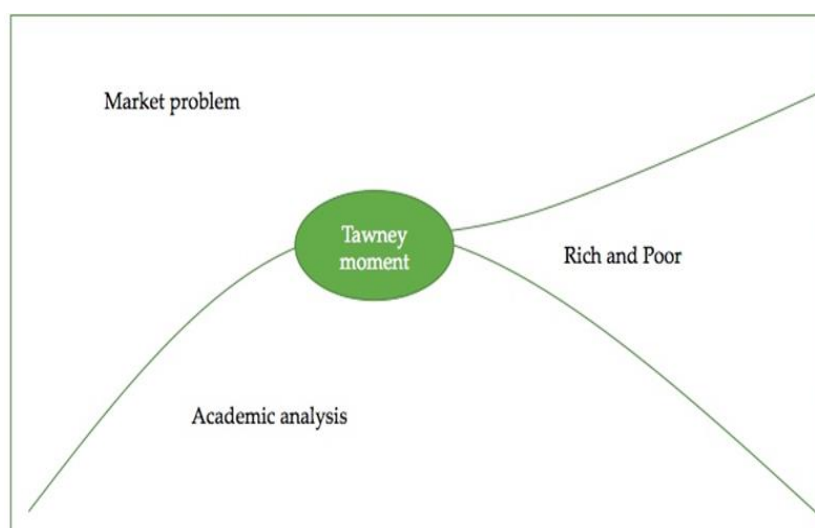 Market problem
Tawney
moment
Rich and Poor
Academic analysis